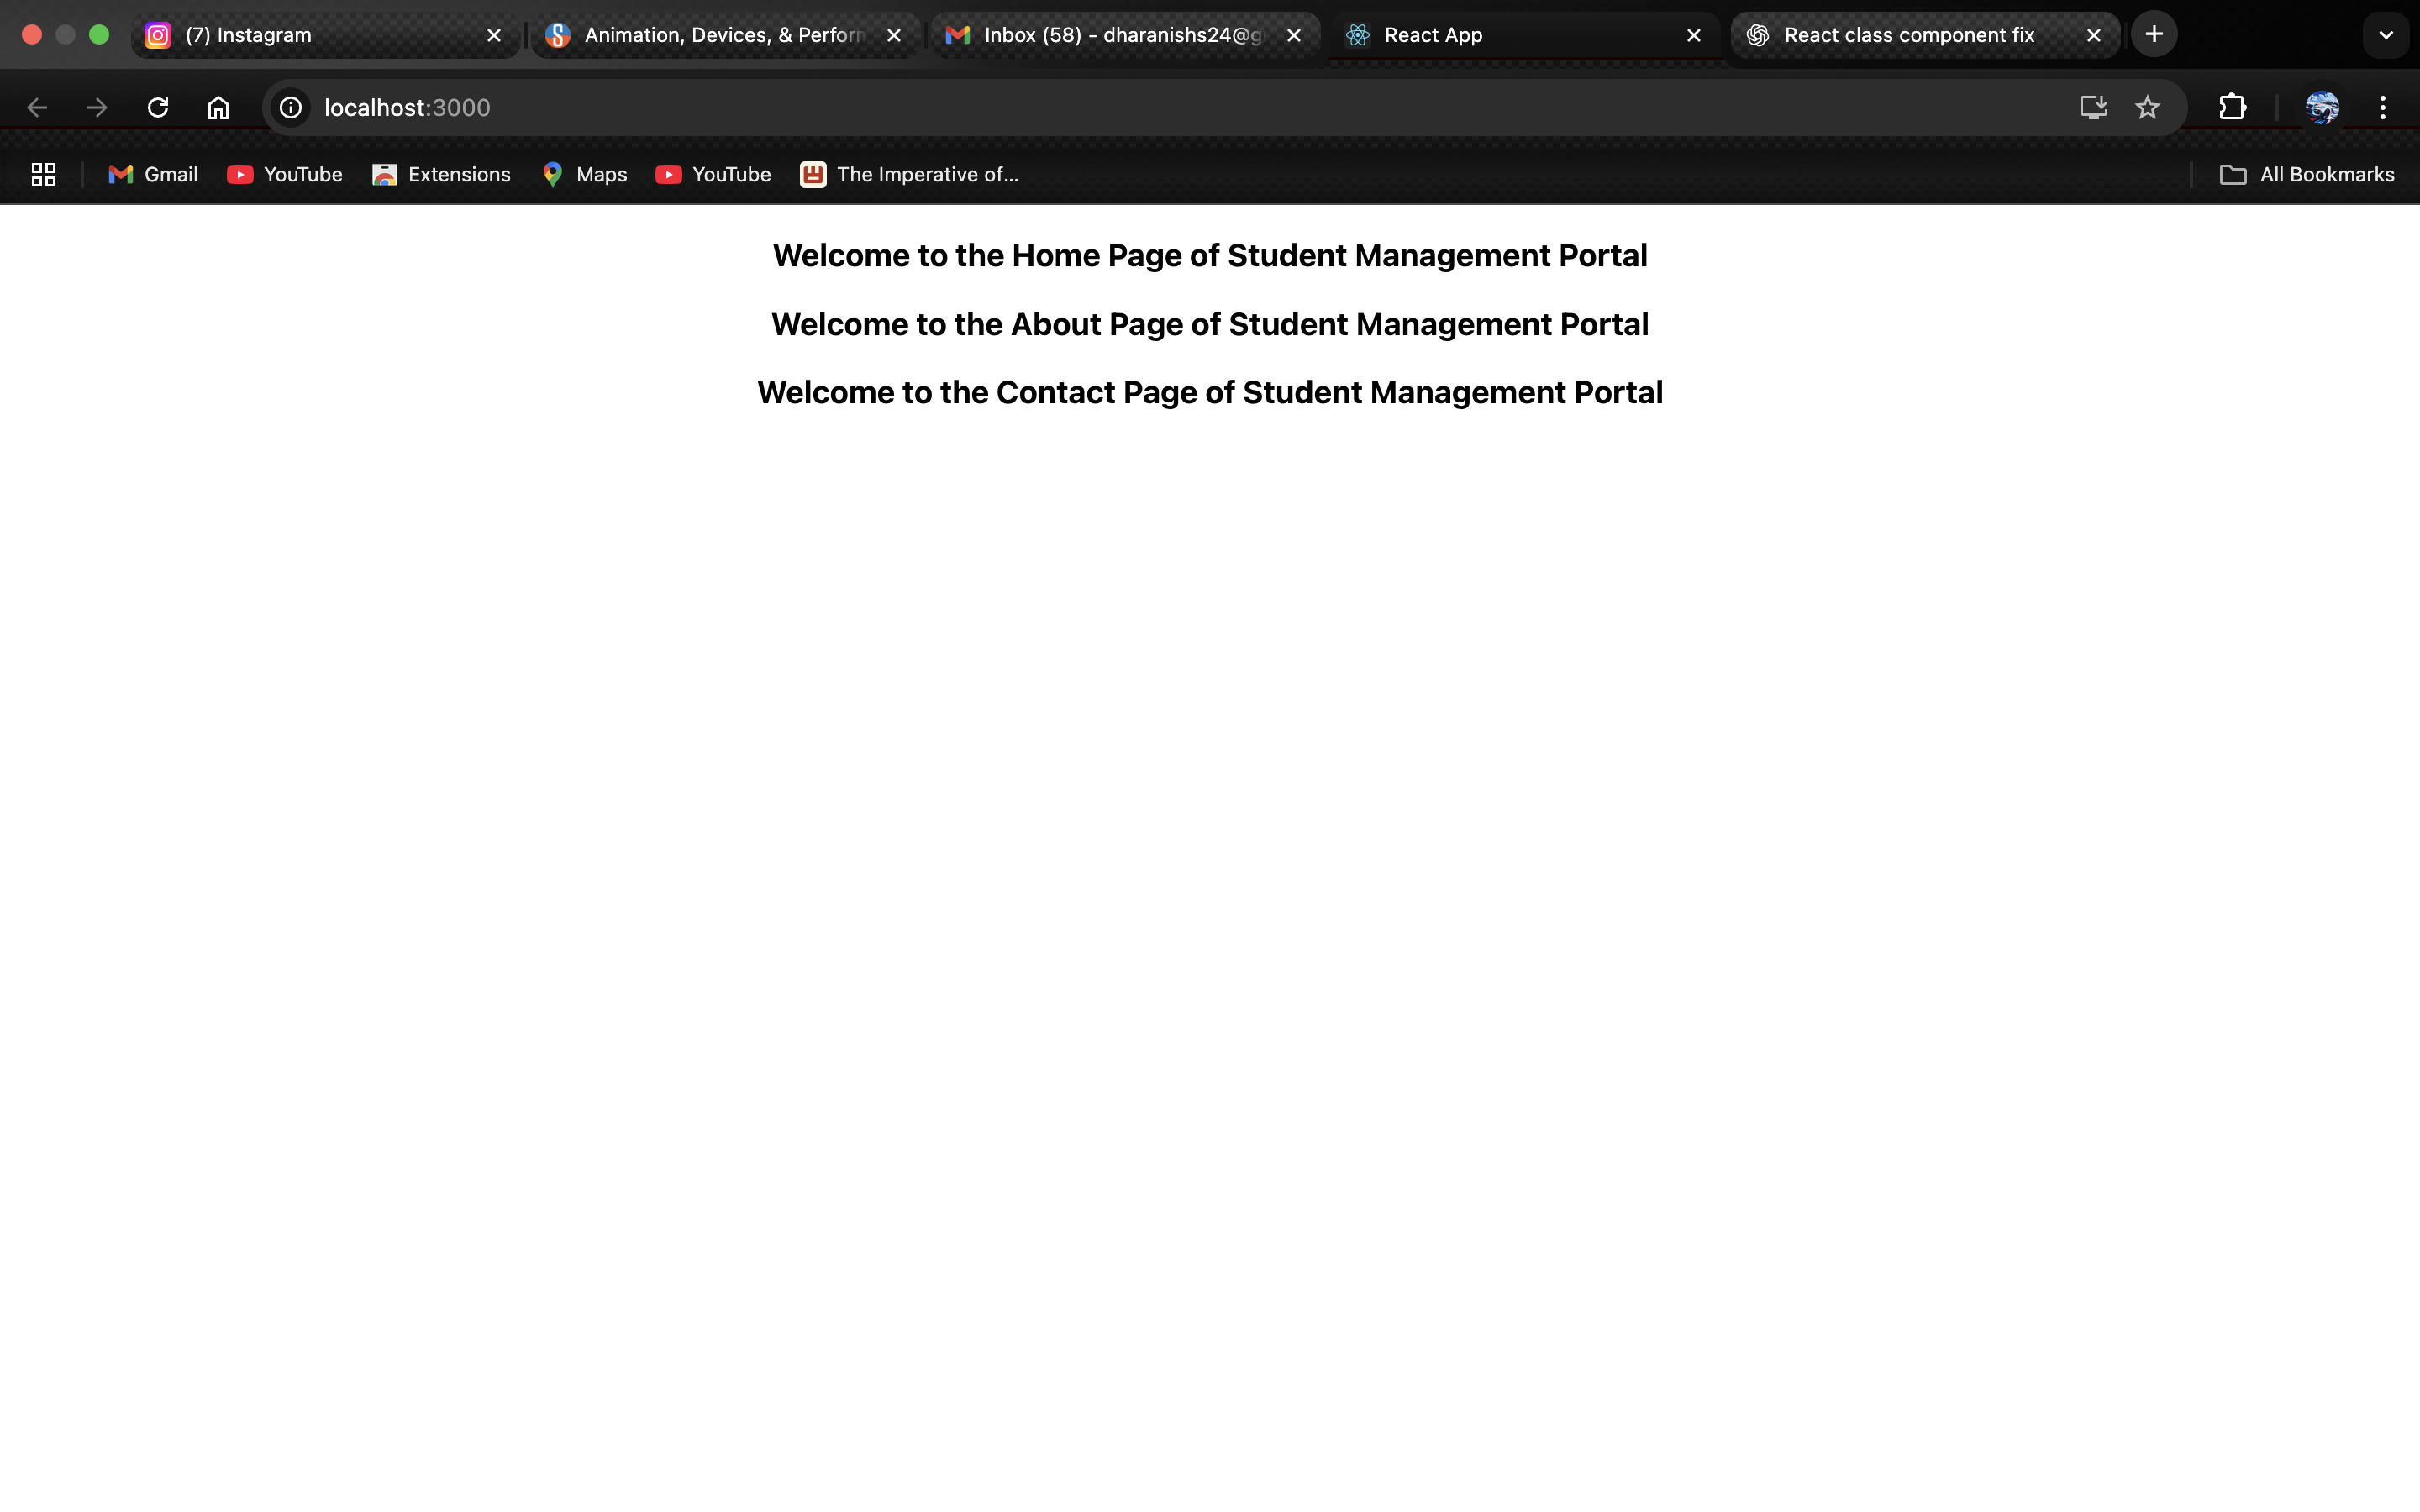 (7) Instagram
Animation, Devices, & Perforn
Inbox (58) - dharanishs24@g
React App
React class component fix
localhost:3000
Gmail
YouTube
Extensions
Maps
YouTube
The Imperative of...
All Bookmarks
Welcome to the Home Page of Student Management Portal
Welcome to the About Page of Student Management Portal
Welcome to the Contact Page of Student Management Portal